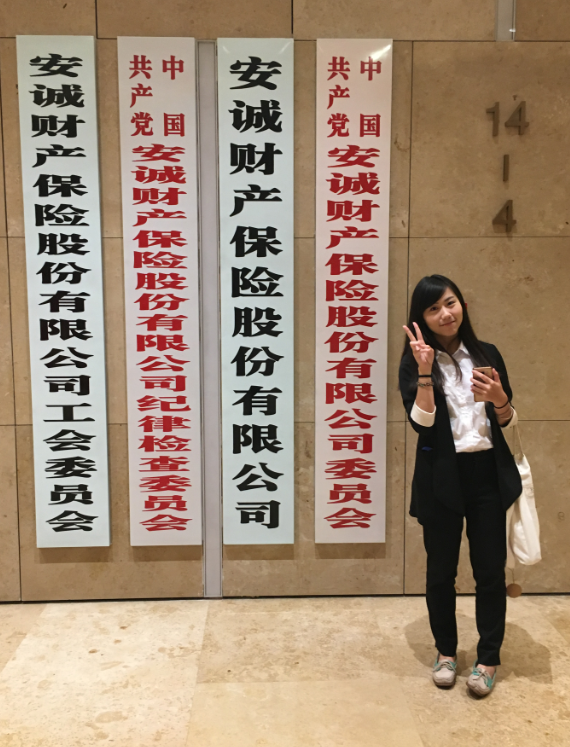 安诚财产保险股份有限公司工会委员会
中国共产党安诚财产保险股份有限公司纪律检查委员会
安诚财产保险股份有限公司
中国共产党安诚财产保险股份有限公司委员会
14
|
4